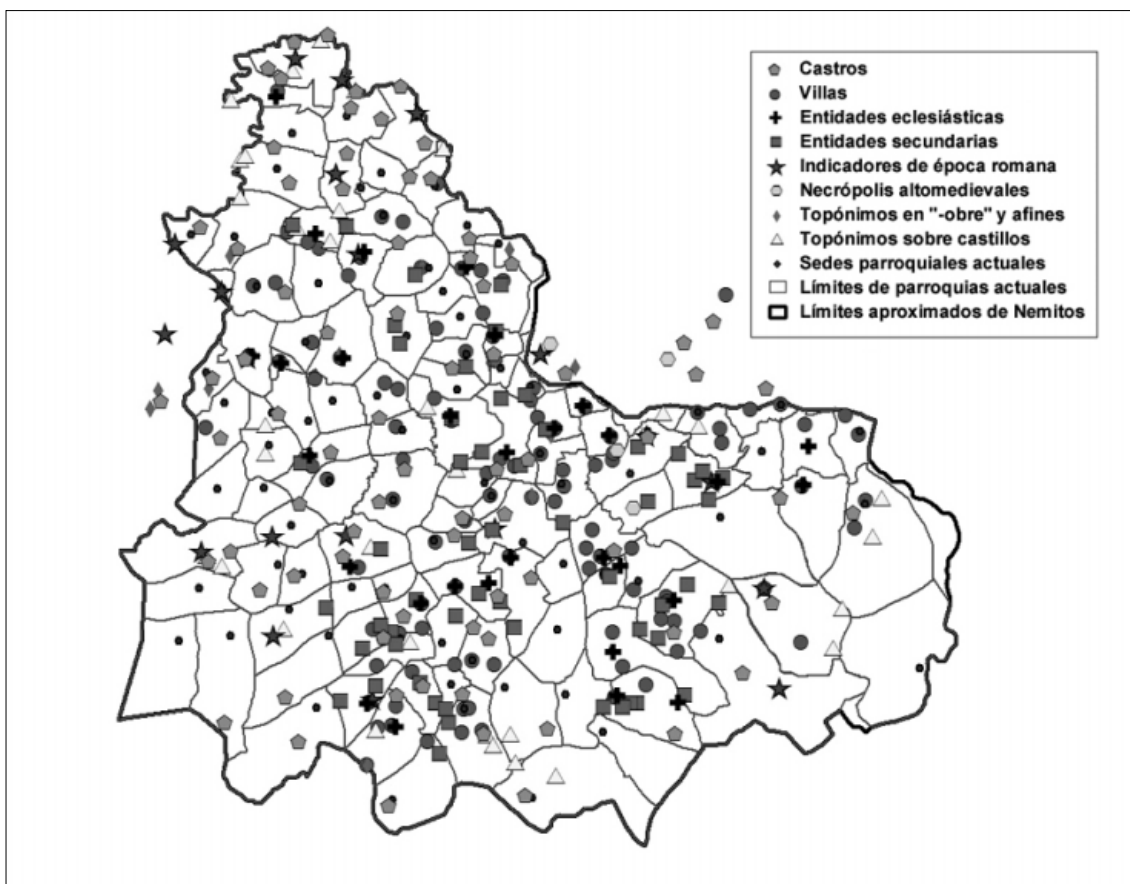 Castros
Villas
Entidades eclesiásticas
Entidades secundarias
Indicadores de época romana
Necrópolis altomedievales
Topónimos en "-obre" y afines
Topónimos sobre castillos
Sedes parroquiales actuales
Límites de parroquias actuales
Límites aproximados de Nemitos